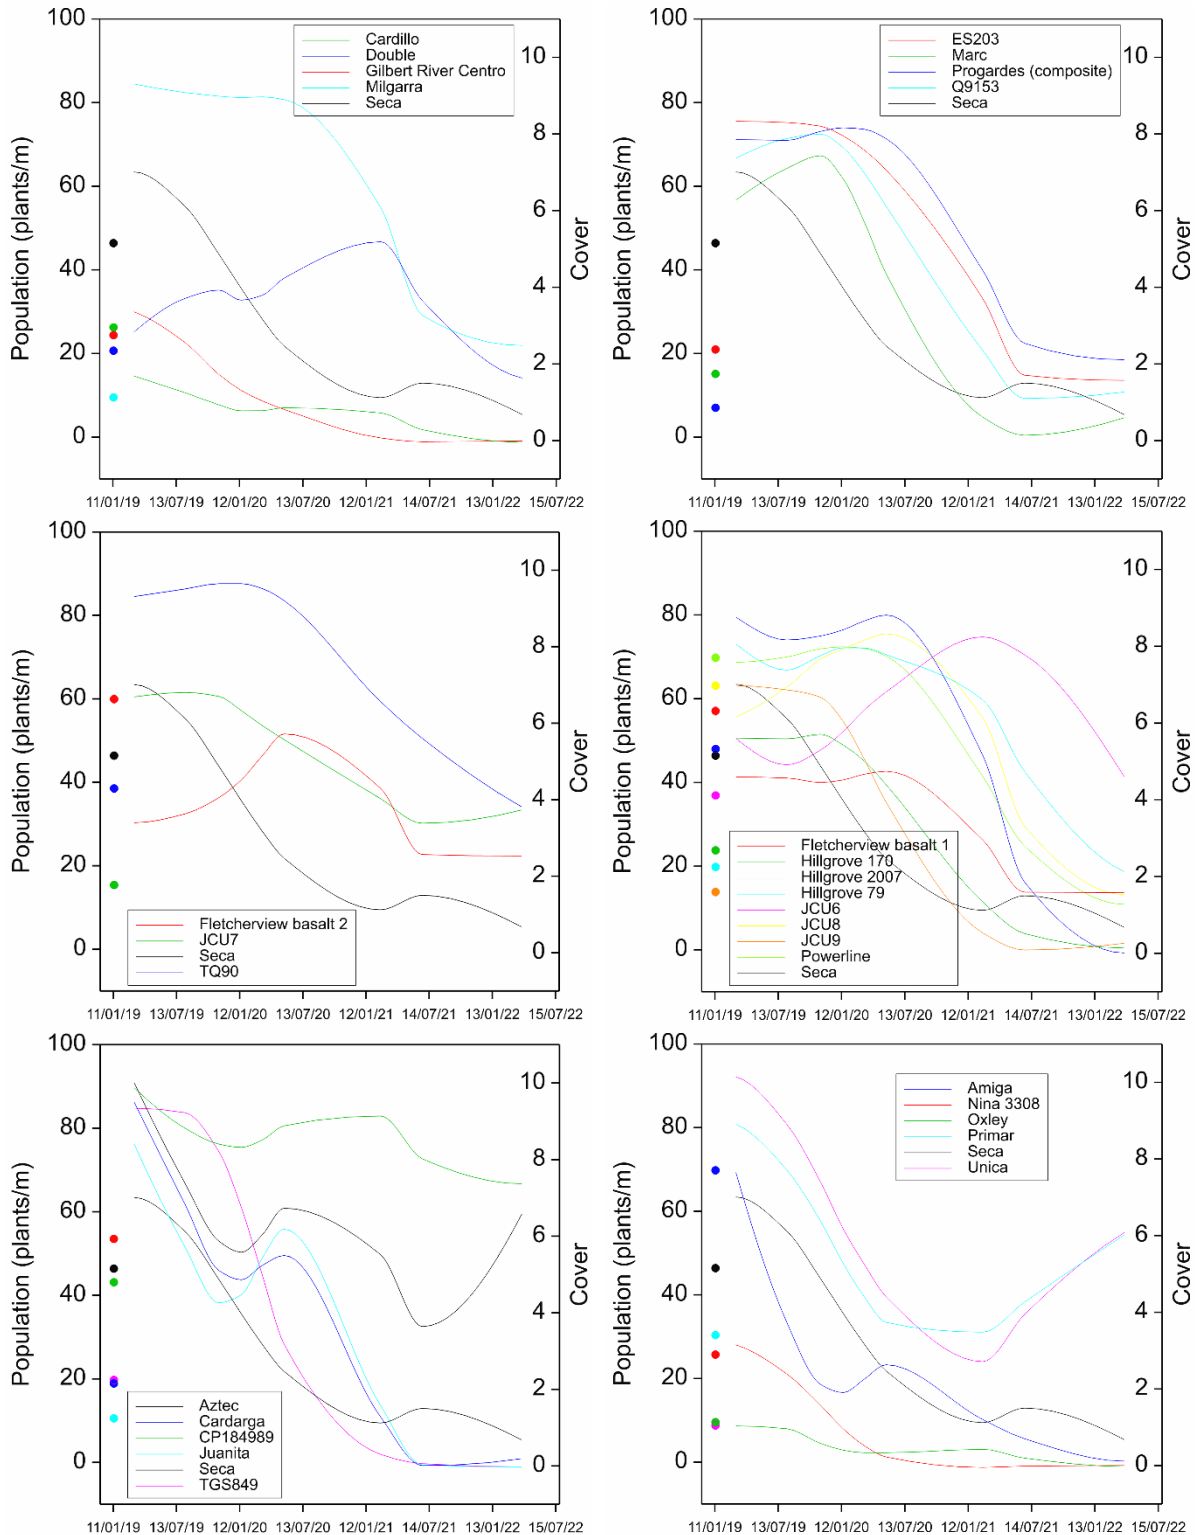 100
80
60
40
20
0
Population (plants/m)
Cardillo
Double
Gilbert River Centro
Milgarra
Seca
10
8
6
4
2
0
Cover
11/01/19 13/07/19 12/01/20 13/07/20 12/01/21 14/07/21 13/01/22 15/07/22
100
80
60
40
20
0
Population (plants/m)
ES203
Marc
Progardes (composite)
Q9153
Seca
10
8
6
4
2
0
Cover
11/01/19 13/07/19 12/01/20 13/07/20 12/01/21 14/07/21 13/01/22 15/07/22
100
80
60
40
20
0
Population (plants/m)
10
8
6
4
2
0
Cover
Fletcherview basalt 2
JCU7
Seca
TQ90
11/01/19 13/07/19 12/01/20 13/07/20 12/01/21 14/07/21 13/01/22 15/07/22
100
80
60
40
20
0
Population (plants/m)
10
8
6
4
2
0
Cover
Fletcherview basalt 1
Hillgrove 170
Hillgrove 2007
Hillgrove 79
JCU6
JCU8
JCU9
Powerline
Seca
11/01/19 13/07/19 12/01/20 13/07/20 12/01/21 14/07/21 13/01/22 15/07/22
100
80
60
40
20
0
Population (plants/m)
10
8
6
4
2
0
Cover
Aztec
Cardarga
CP184989
Juanita
Seca
TGS849
11/01/19 13/07/19 12/01/20 13/07/20 12/01/21 14/07/21 13/01/22 15/07/22
100
80
60
40
20
0
Population (plants/m)
Amiga
Nina 3308
Oxley
Primar
Seca
Unica
10
8
6
4
2
0
Cover
11/01/19 13/07/19 12/01/20 13/07/20 12/01/21 14/07/21 13/01/22 15/07/22